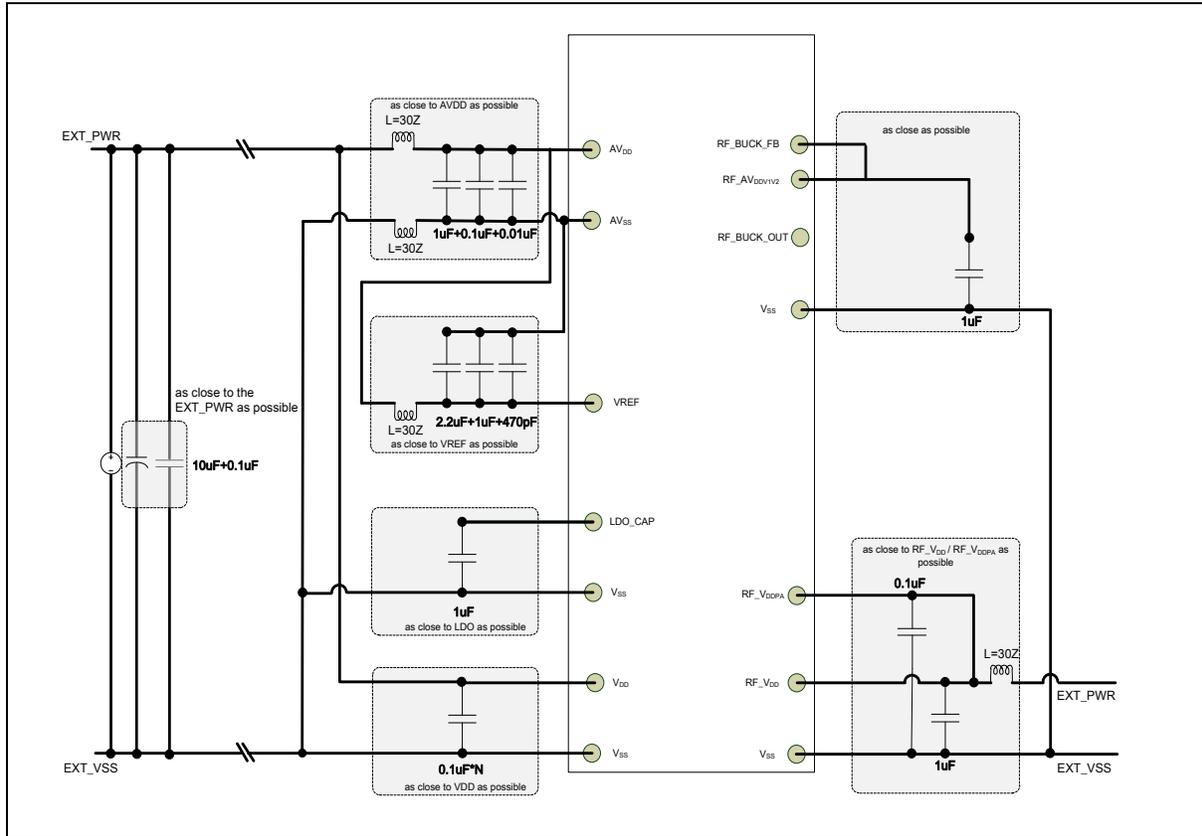 as close to AVDD as possible
L=30Z
EXT_PWR
AVDD
AVSS
1uF+0.1uF+0.01uF
L=30Z
as close to the
EXT_PWR as possible
10uF+0.1uF
+
-
VREF
2.2uF+1uF+470pF
L=30Z
as close to VREF as possible
LDO_CAP
VSS
1uF
as close to LDO as possible
VDD
VSS
EXT_VSS
0.1uF*N
as close to VDD as possible
as close as possible
RF_BUCK_FB
RF_AVDDV1V2
RF_BUCK_OUT
VSS
1uF
as close to RF_VDD / RF_VDDPA as
possible
0.1uF
RF_VDDPA
L=30Z
RF_VDD
EXT_PWR
VSS
1uF
EXT_VSS